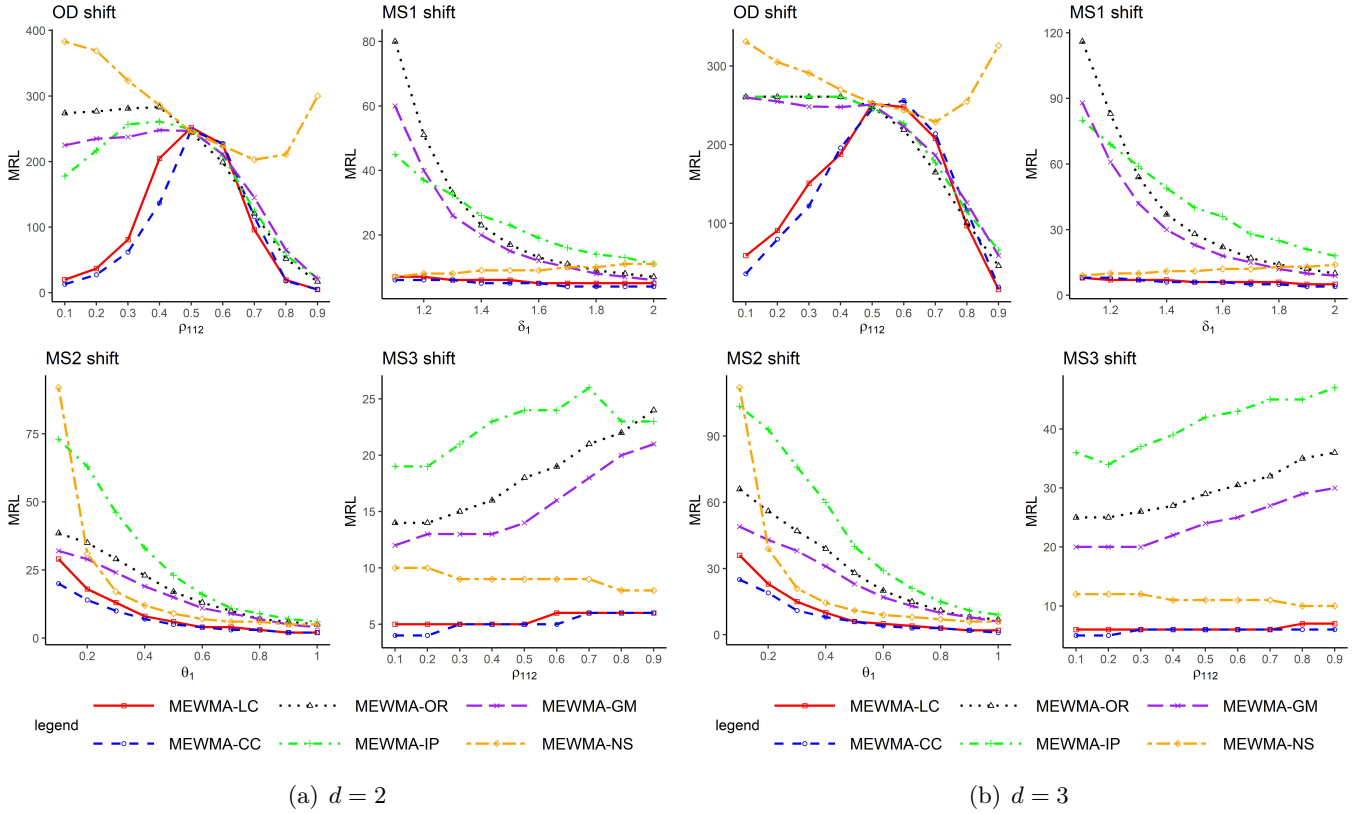 OD shift
MRL
400
300
200
100
0
0.1 0.2 0.3 0.4 0.5 0.6 0.7 0.8 0.9
ρ112
MS1 shift
MRL
80
60
40
20
1.2 1.4 1.6 1.8 2
δ1
MS2 shift
MRL
75
50
25
0
0.2 0.4 0.6 0.8 1
θ1
MS3 shift
MRL
25
20
15
10
5
0.1 0.2 0.3 0.4 0.5 0.6 0.7 0.8 0.9
ρ112
legend
MEWMA-LC MEWMA-OR MEWMA-GM
MEWMA-CC MEWMA-IP MEWMA-NS
(a) d = 2
OD shift
MRL
300
200
100
0.1 0.2 0.3 0.4 0.5 0.6 0.7 0.8 0.9
ρ112
MS1 shift
MRL
120
90
60
30
0
1.2 1.4 1.6 1.8 2
δ1
MS2 shift
MRL
90
60
30
0
0.2 0.4 0.6 0.8 1
θ1
MS3 shift
MRL
40
30
20
10
0.1 0.2 0.3 0.4 0.5 0.6 0.7 0.8 0.9
ρ112
legend
MEWMA-LC MEWMA-OR MEWMA-GM
MEWMA-CC MEWMA-IP MEWMA-NS
(b) d = 3